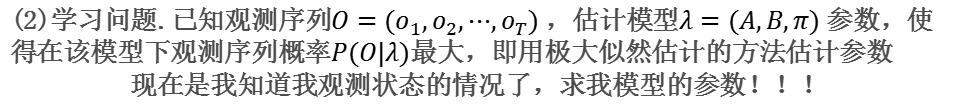 (2)学习问题. 已知观测序列O = (o₁,o₂,⋯,o_T) ，估计模型λ = (A,B,π) 参数，使
得在该模型下观测序列概率P(O|λ)最大，即用极大似然估计的方法估计参数
现在是我知道我观测状态的情况了，求我模型的参数！！！